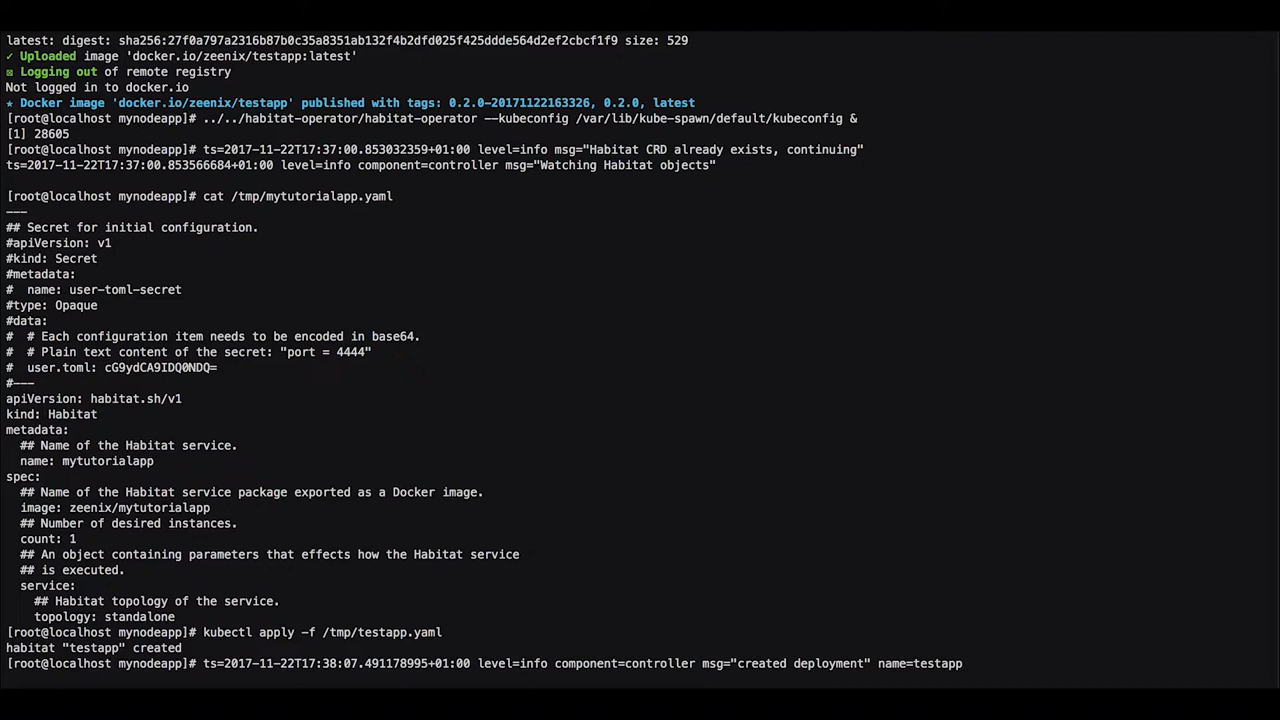 latest: digest: sha256:27f0a797a2316b87b0c35a8351ab132f4b2dfd025f425ddde564d2ef2cbcf1f9 size: 529
✓ Uploaded image 'docker.io/zeenix/testapp:latest'
☒ Logging out of remote registry
Not logged in to docker.io
★ Docker image 'docker.io/zeenix/testapp' published with tags: 0.2.0-20171122163326, 0.2.0, latest
[root@localhost mynodeapp]# ../../habitat-operator/habitat-operator --kubeconfig /var/lib/kube-spawn/default/kubeconfig &
[1] 28605
[root@localhost mynodeapp]# ts=2017-11-22T17:37:00.853032359+01:00 level=info msg="Habitat CRD already exists, continuing"
ts=2017-11-22T17:37:00.853566684+01:00 level=info component=controller msg="Watching Habitat objects"
[root@localhost mynodeapp]# cat /tmp/mytutorialapp.yaml
---
## Secret for initial configuration.
#apiVersion: v1
#kind: Secret
#metadata:
#  name: user-toml-secret
#type: Opaque
#data:
#  # Each configuration item needs to be encoded in base64.
#  # Plain text content of the secret: "port = 4444"
#  user.toml: cG9ydCA9IDQ0NDQ=
#---
apiVersion: habitat.sh/v1
kind: Habitat
metadata:
  ## Name of the Habitat service.
  name: mytutorialapp
spec:
  ## Name of the Habitat service package exported as a Docker image.
  image: zeenix/mytutorialapp
  ## Number of desired instances.
  count: 1
  ## An object containing parameters that effects how the Habitat service
  ## is executed.
  service:
    ## Habitat topology of the service.
    topology: standalone
[root@localhost mynodeapp]# kubectl apply -f /tmp/testapp.yaml
habitat "testapp" created
[root@localhost mynodeapp]# ts=2017-11-22T17:38:07.491178995+01:00 level=info component=controller msg="created deployment" name=testapp